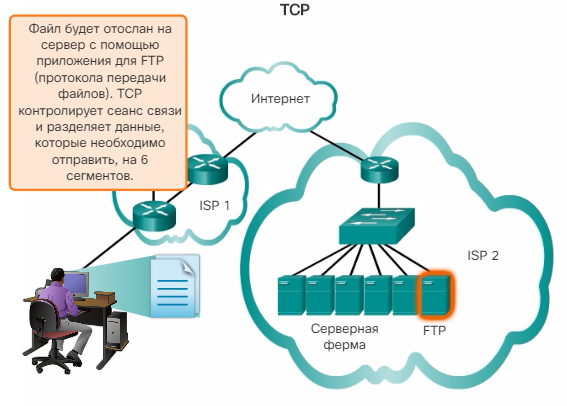 TCP
Файл будет отослан на
сервер с помощью
приложения для FTP
(протокола передачи
файлов). TCP
контролирует сеанс связи
и разделяет данные,
которые необходимо
отправить, на 6
сегментов.
Интернет
ISP 1
ISP 2
Серверная
ферма
FTP